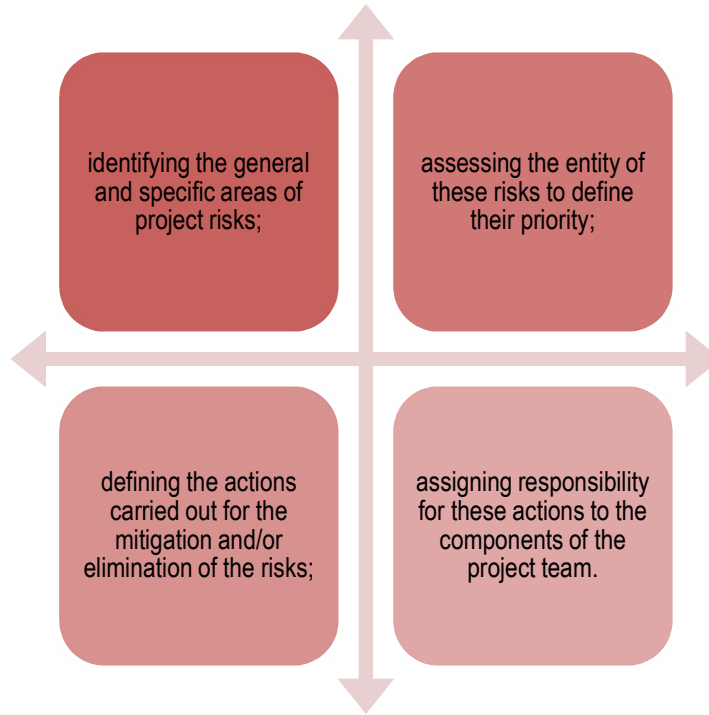 identifying the general
and specific areas of
project risks;
assessing the entity of
these risks to define
their priority;
defining the actions
carried out for the
mitigation and/or
elimination of the risks;
assigning responsibility
for these actions to the
components of the
project team.